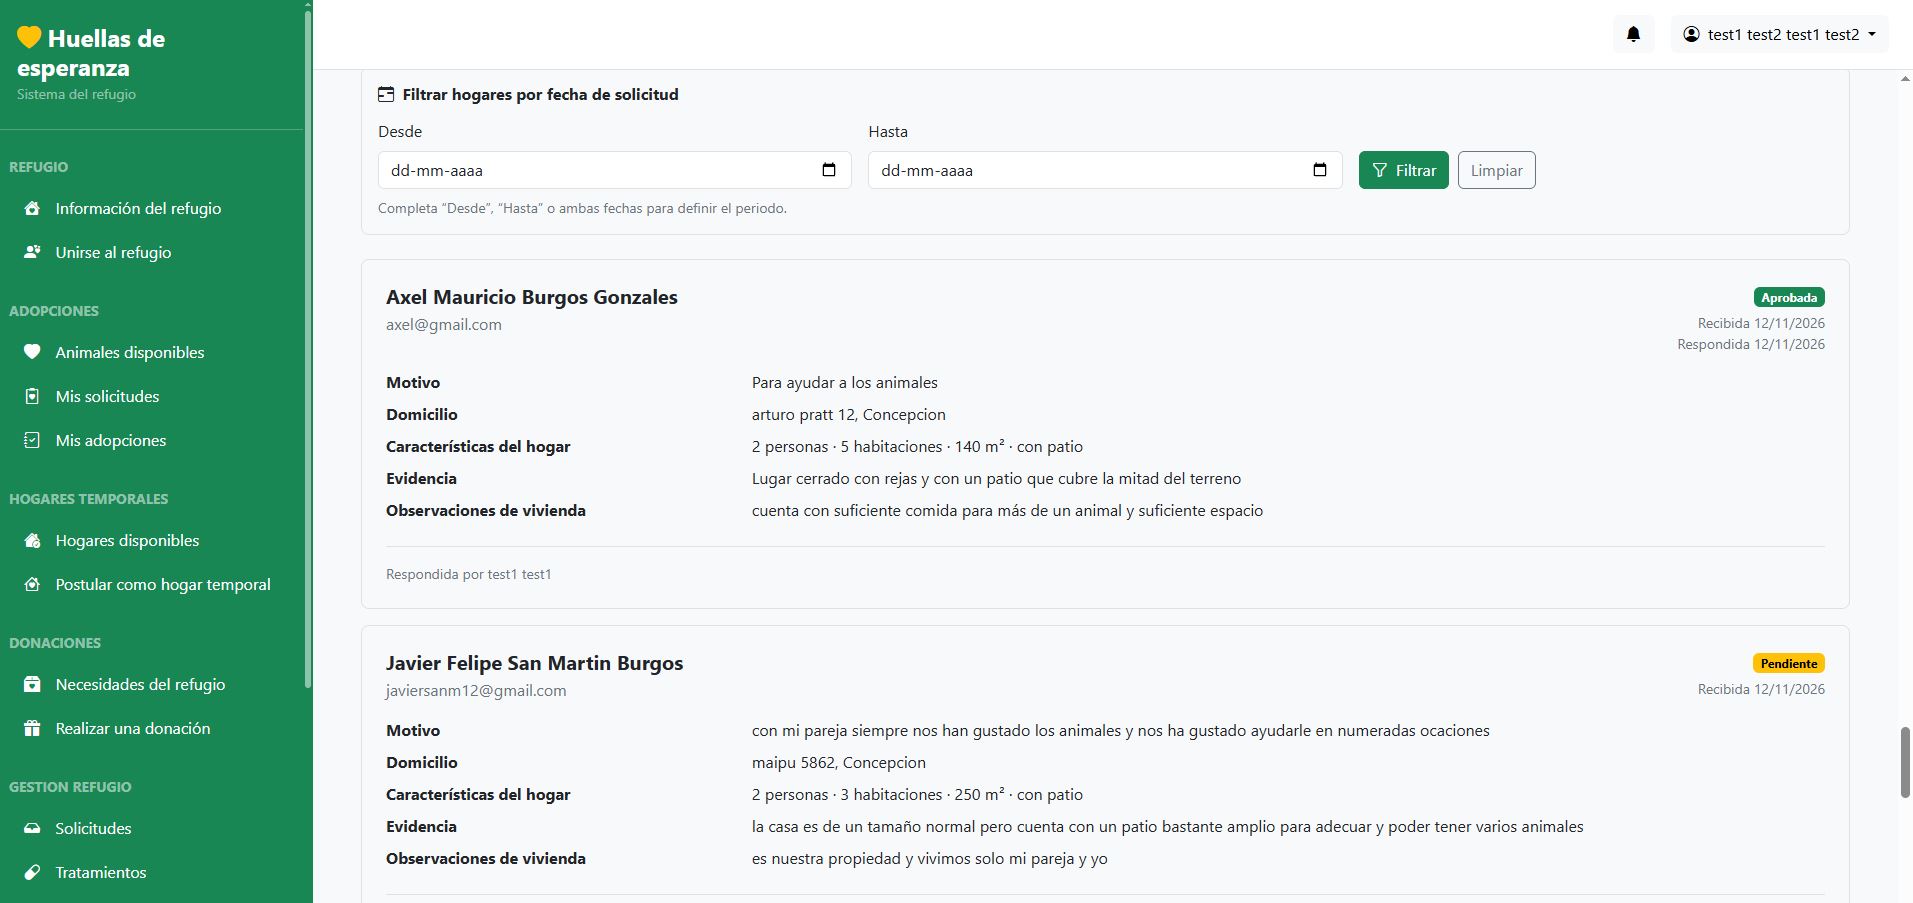 Huellas de
esperanza
Sistema del refugio
REFUGIO
Información del refugio
Unirse al refugio
ADOPCIONES
Animales disponibles
Mis solicitudes
Mis adopciones
HOGARES TEMPORALES
Hogares disponibles
Postular como hogar temporal
DONACIONES
Necesidades del refugio
Realizar una donación
GESTION REFUGIO
Solicitudes
Tratamientos
test1 test2 test1 test2
Filtrar hogares por fecha de solicitud
Desde
Hasta
dd-mm-aaaa
dd-mm-aaaa
Filtrar
Limpiar
Completa “Desde”, “Hasta” o ambas fechas para definir el periodo.
Axel Mauricio Burgos Gonzales
Aprobada
axel@gmail.com
Recibida 12/11/2026
Respondida 12/11/2026
Motivo Para ayudar a los animales
Domicilio arturo pratt 12, Concepcion
Características del hogar 2 personas · 5 habitaciones · 140 m² · con patio
Evidencia Lugar cerrado con rejas y con un patio que cubre la mitad del terreno
Observaciones de vivienda cuenta con suficiente comida para más de un animal y suficiente espacio
Respondida por test1 test1
Javier Felipe San Martin Burgos
Pendiente
javiersanm12@gmail.com
Recibida 12/11/2026
Motivo con mi pareja siempre nos han gustado los animales y nos ha gustado ayudarle en numeradas ocaciones
Domicilio maipu 5862, Concepcion
Características del hogar 2 personas · 3 habitaciones · 250 m² · con patio
Evidencia la casa es de un tamaño normal pero cuenta con un patio bastante amplio para adecuar y poder tener varios animales
Observaciones de vivienda es nuestra propiedad y vivimos solo mi pareja y yo